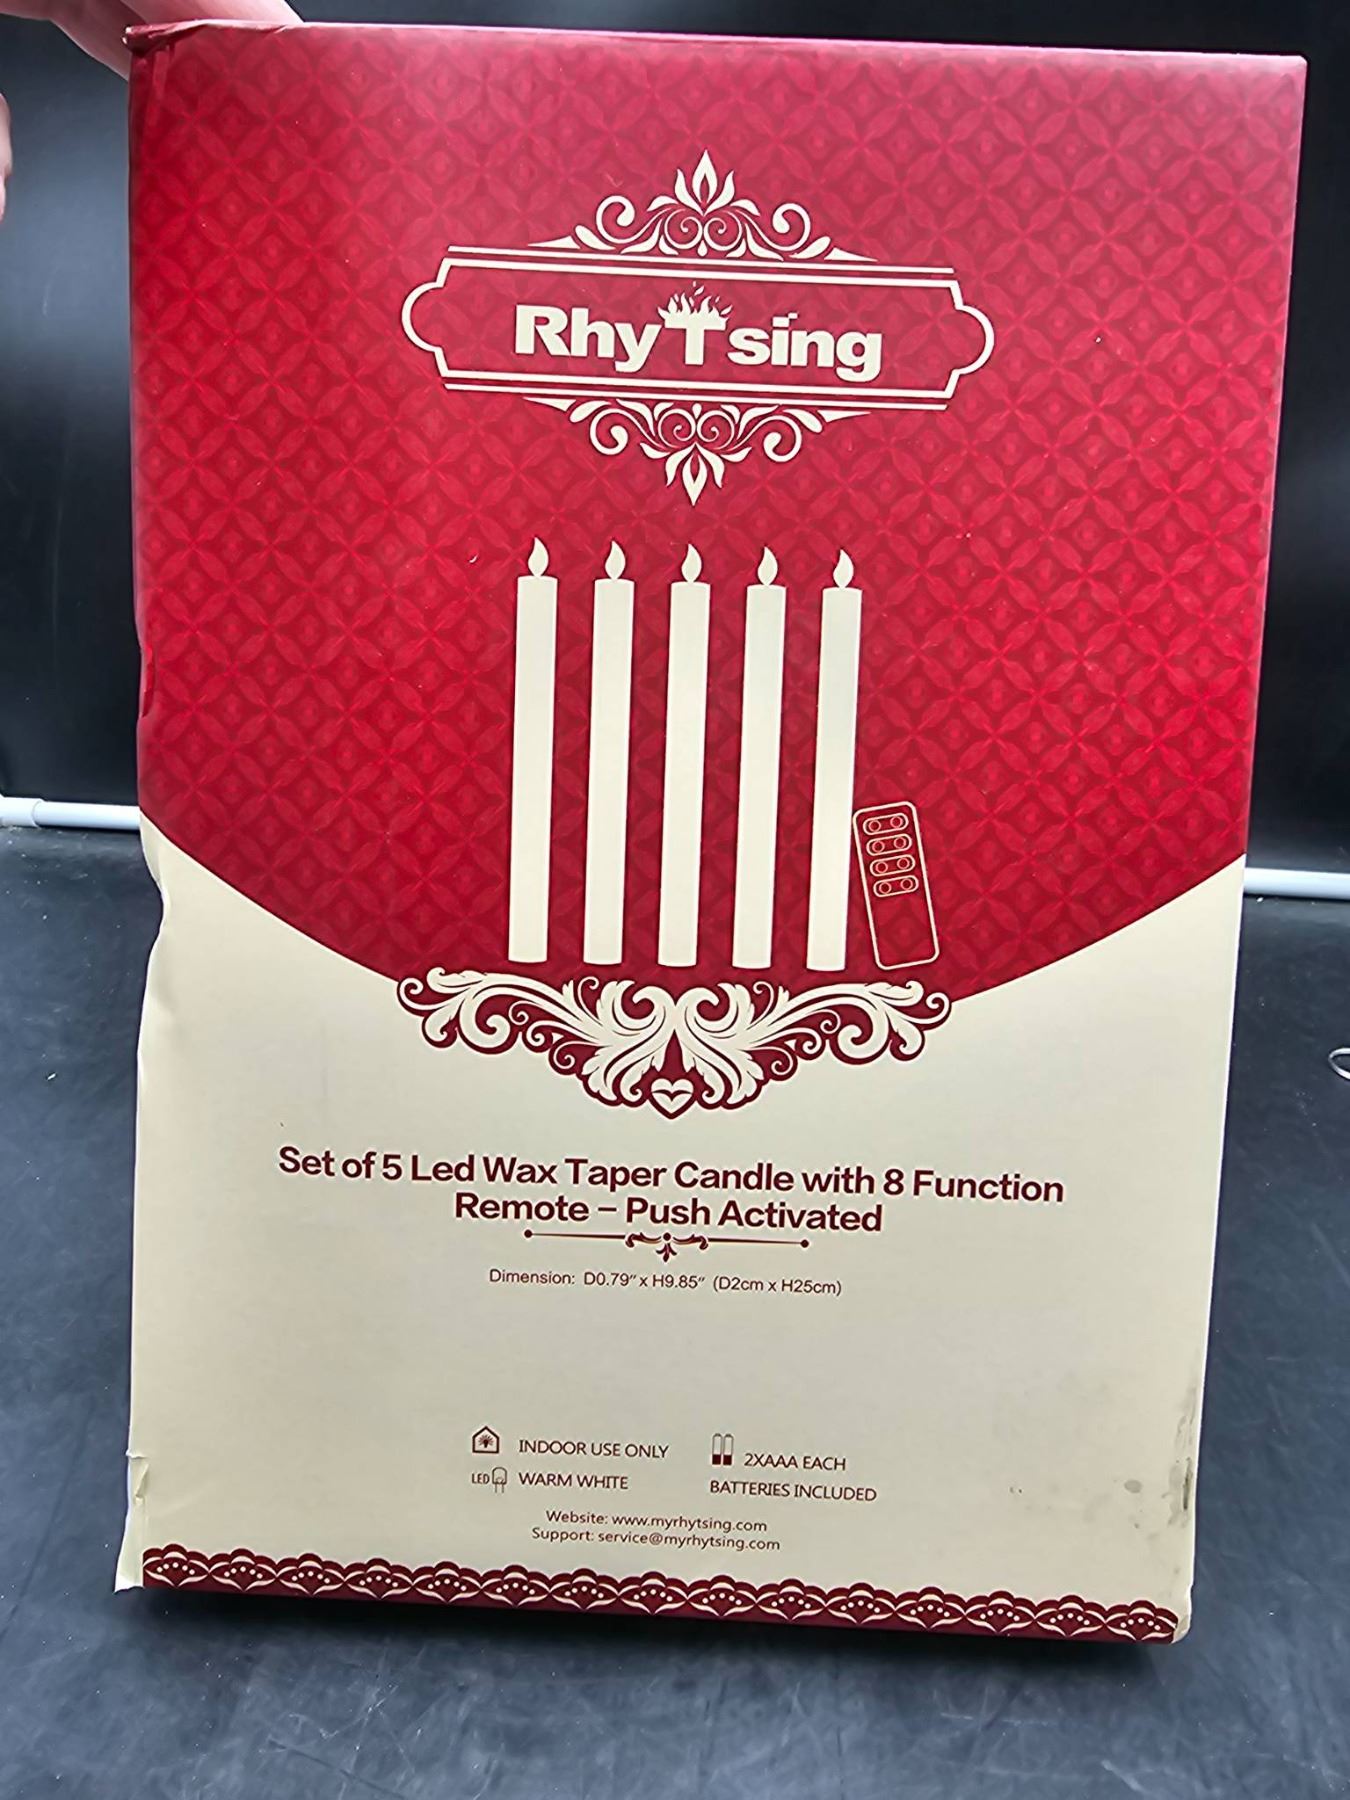 RhyTsing
Set of 5 Led Wax Taper Candle with 8 Function
Remote – Push Activated
Dimension: D0.79" x H9.85" (D2cm x H25cm)
INDOOR USE ONLY
2XAAA EACH
LED WARM WHITE
BATTERIES INCLUDED
Website: www.myrhytsing.com
Support: service@myrhytsing.com